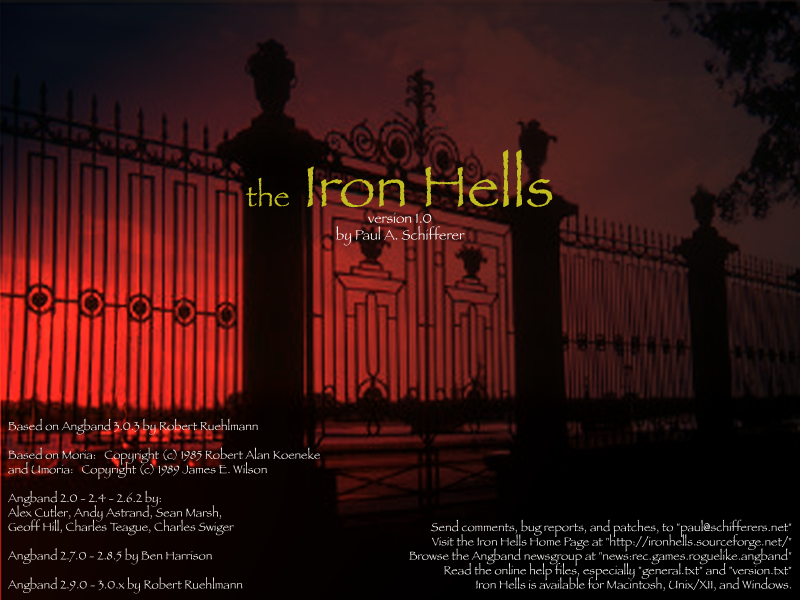 the Iron Hells
version 1.0
by Paul A. Schifferer
Based on Angband 3.0.3 by Robert Ruehlmann
Based on Moria: Copyright (c) 1985 Robert Alan Koeneke
and Umoria: Copyright (c) 1989 James E. Wilson
Angband 2.0 - 2.4 - 2.6.2 by:
Alex Cutler, Andy Astrand, Sean Marsh,
Geoff Hill, Charles Teague, Charles Swiger
Angband 2.7.0 - 2.8.5 by Ben Harrison
Angband 2.9.0 - 3.0.x by Robert Ruehlmann
Send comments, bug reports, and patches, to "paul@schifferers.net"
Visit the Iron Hells Home Page at "http://ironhells.sourceforge.net/"
Browse the Angband newsgroup at "news:rec.games.roguelike.angband"
Read the online help files, especially "general.txt" and "version.txt"
Iron Hells is available for Macintosh, Unix/X11, and Windows.